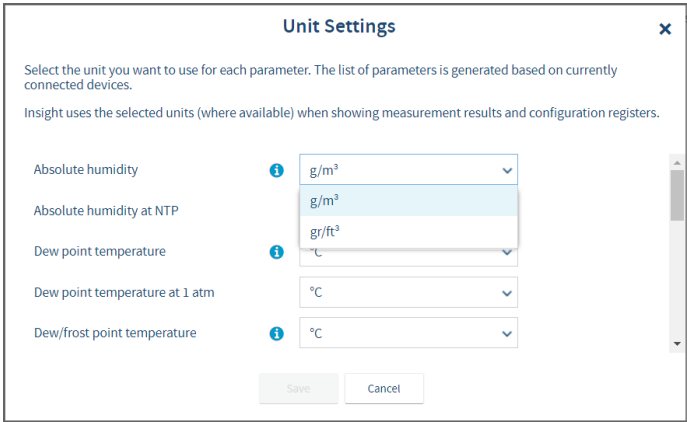 Unit Settings
Select the unit you want to use for each parameter. The list of parameters is generated based on currently
connected devices.
Insight uses the selected units (where available) when showing measurement results and configuration registers.
Absolute humidity g/m³
g/m³
Absolute humidity at NTP
gr/ft³
Dew point temperature °C
Dew point temperature at 1 atm °C
Dew/frost point temperature °C
Save Cancel